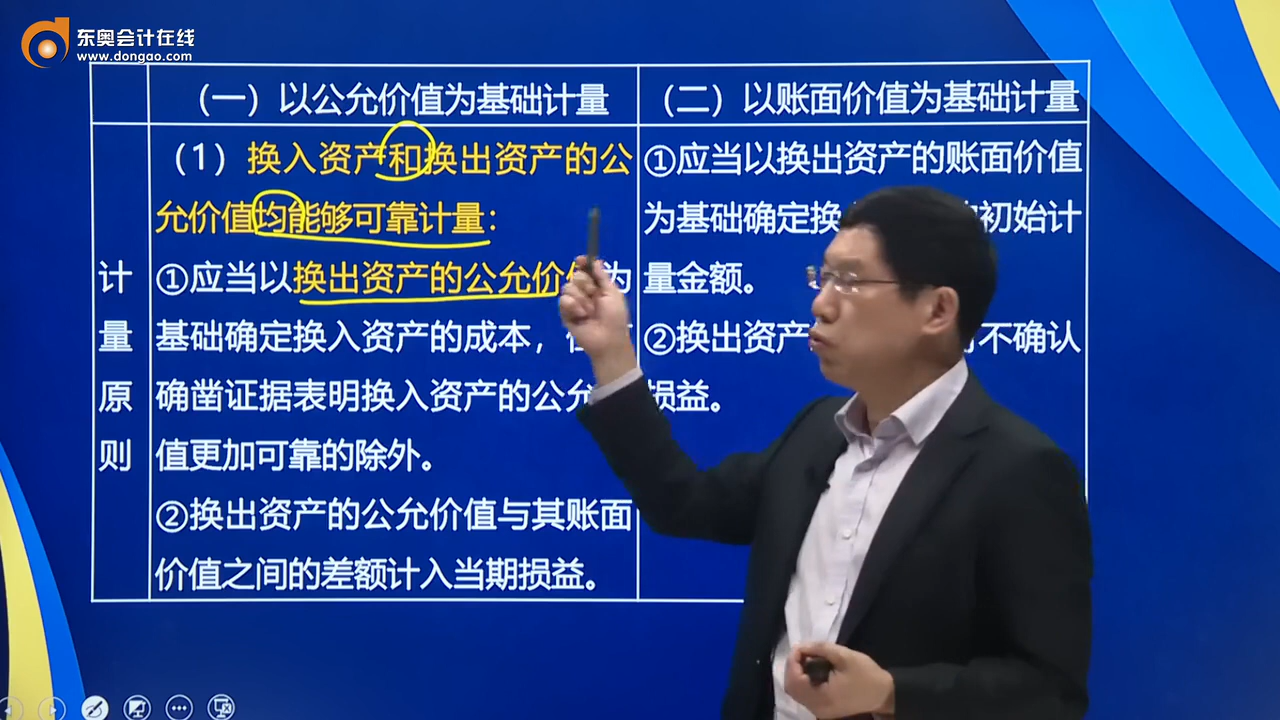 东奥会计在线
www.dongao.com
（一）以公允价值为基础计量
（二）以账面价值为基础计量
计
量
原
则
（1）换入资产和换出资产的公
允价值均能够可靠计量：
①应当以换出资产的公允价 为
基础确定换入资产的成本，
确凿证据表明换入资产的公允
值更加可靠的除外。
②换出资产的公允价值与其账面
价值之间的差额计入当期损益。
①应当以换出资产的账面价值
为基础确定换 初始计
量金额。
②换出资产 不确认
损益。